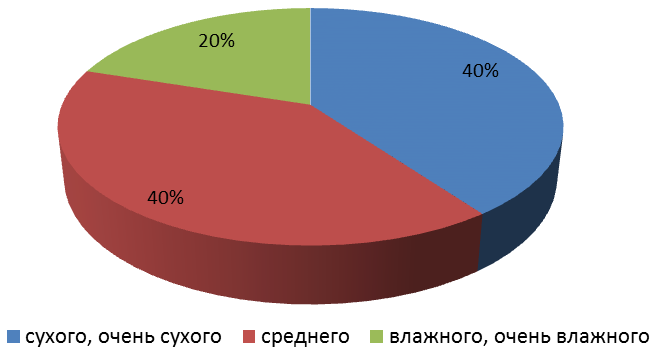 20%
40%
40%
сухого, очень сухого среднего влажного, очень влажного